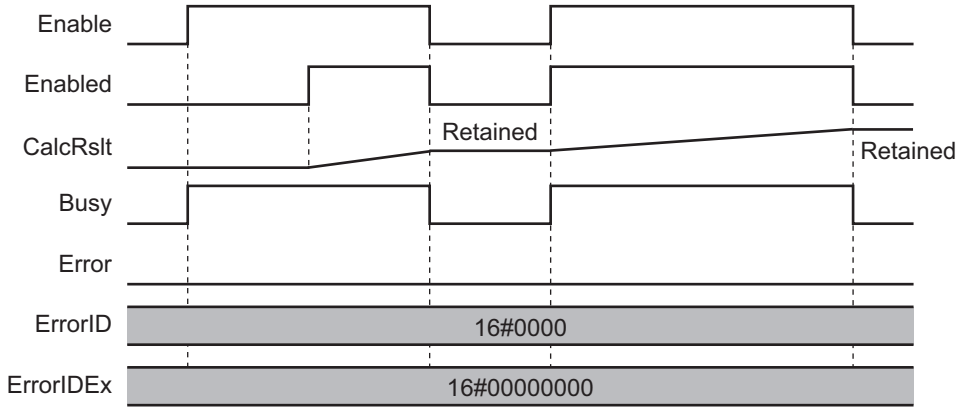 Enable
Enabled
CalcRslt
Retained
Retained
Busy
Error
ErrorID
16#0000
ErrorIDEx
16#00000000